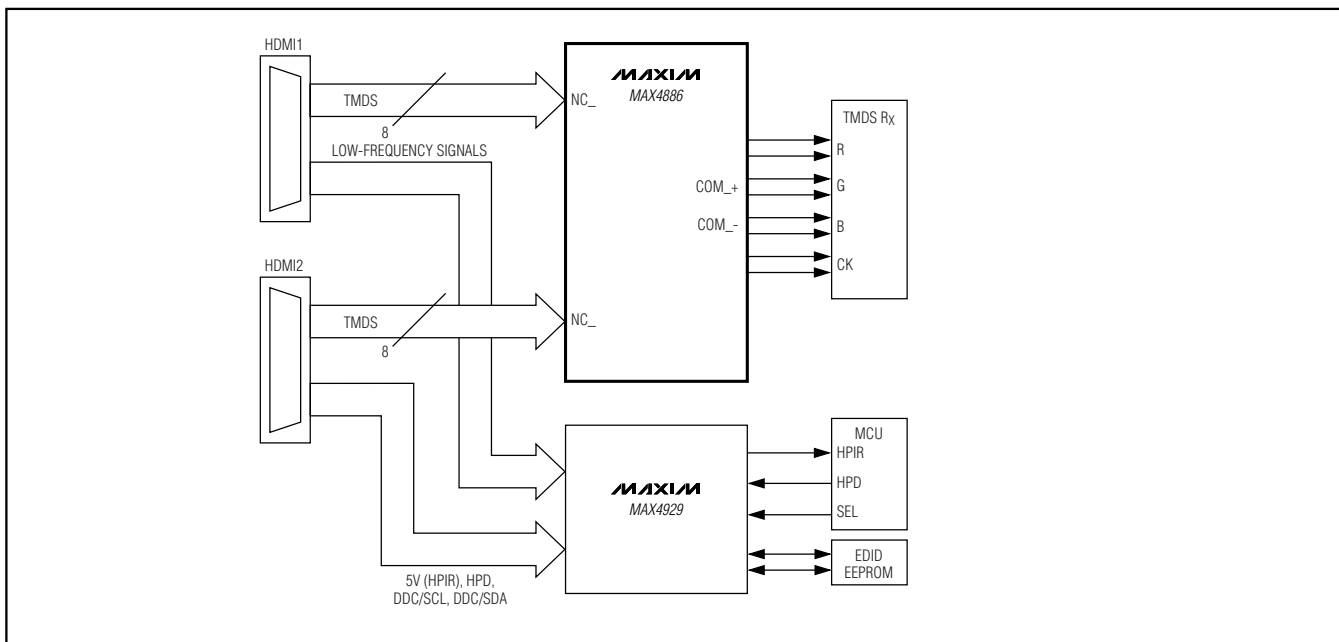 HDMI1
TMDS
8
LOW-FREQUENCY SIGNALS
NC_
MAXIM
MAX4886
COM_+
COM_-
TMDS Rx
R
G
B
CK
HDMI2
TMDS
8
NC_
5V (HPIR), HPD,
DDC/SCL, DDC/SDA
MAXIM
MAX4929
MCU
HPIR
HPD
SEL
EDID
EEPROM